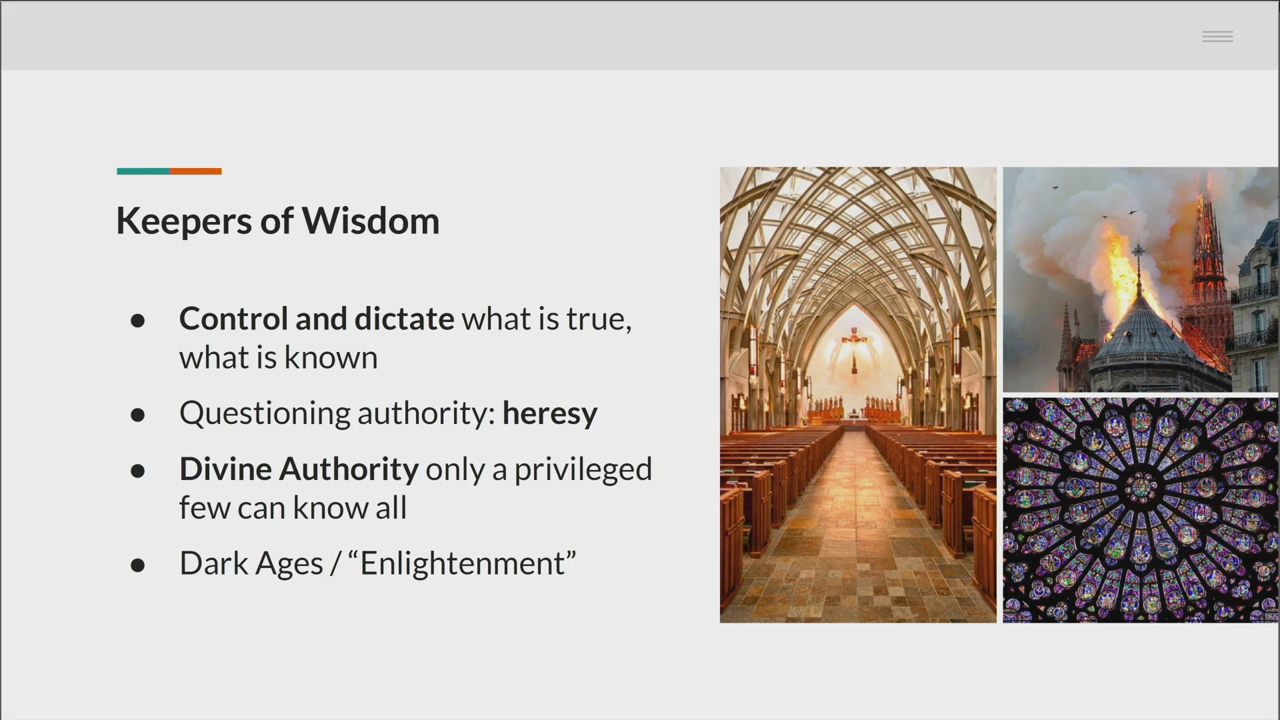 Keepers of Wisdom
● Control and dictate what is true,
what is known
● Questioning authority: heresy
● Divine Authority only a privileged
few can know all
● Dark Ages / “Enlightenment”